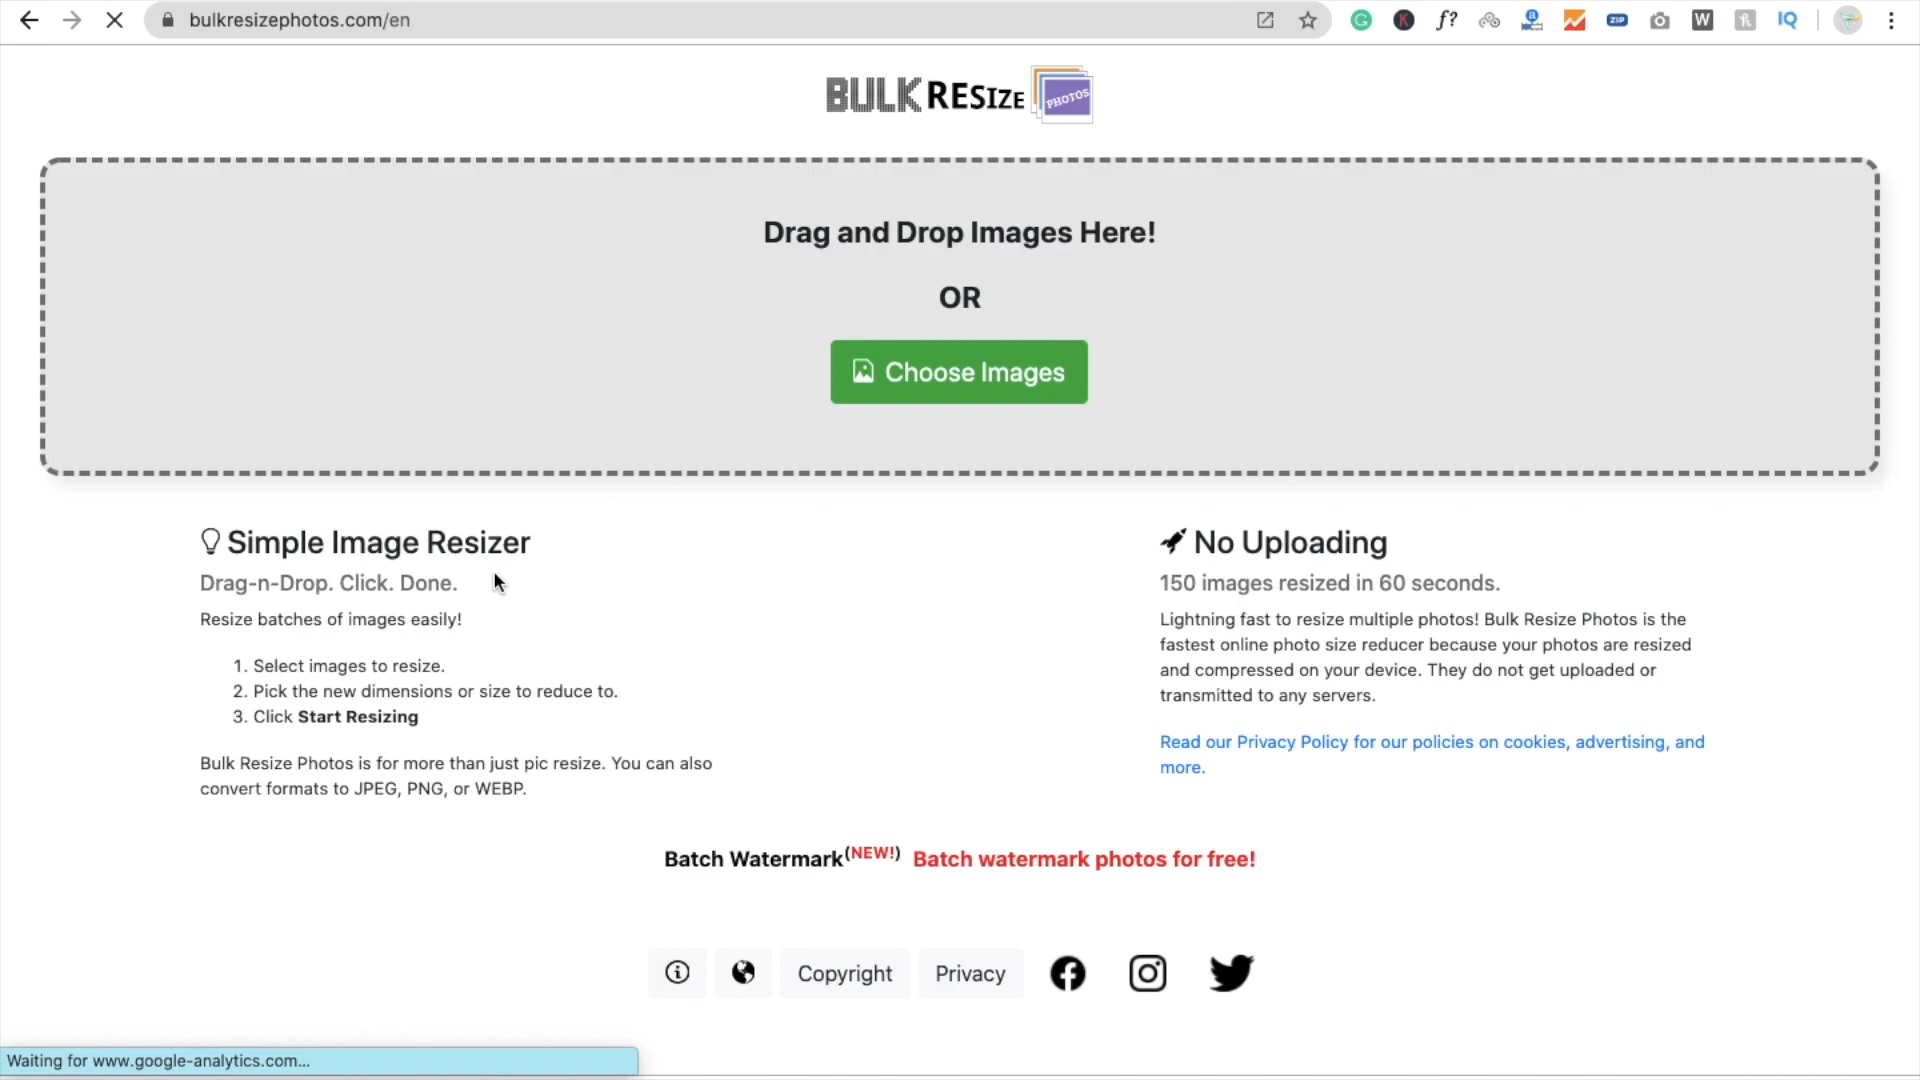 bulkresizephotos.com/en
BULK RESIZE PHOTOS
Drag and Drop Images Here!
OR
Choose Images
Simple Image Resizer
Drag-n-Drop. Click. Done.
Resize batches of images easily!
1. Select images to resize.
2. Pick the new dimensions or size to reduce to.
3. Click Start Resizing
Bulk Resize Photos is for more than just pic resize. You can also
convert formats to JPEG, PNG, or WEBP.
No Uploading
150 images resized in 60 seconds.
Lightning fast to resize multiple photos! Bulk Resize Photos is the
fastest online photo size reducer because your photos are resized
and compressed on your device. They do not get uploaded or
transmitted to any servers.
Read our Privacy Policy for our policies on cookies, advertising, and
more.
Batch Watermark(NEW!) Batch watermark photos for free!
Copyright Privacy
Waiting for www.google-analytics.com...